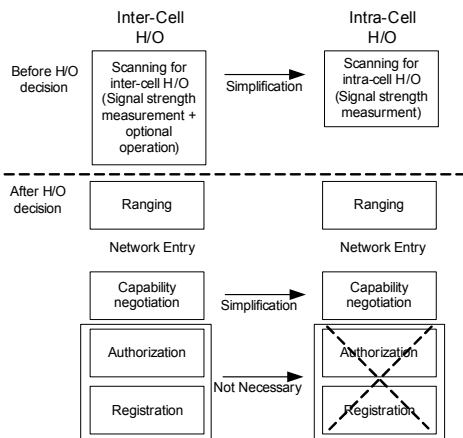 Inter-Cell
H/O
Intra-Cell
H/O
Before H/O
decision
Scanning for
inter-cell H/O
(Signal strength
measurement +
optional
operation)
Simplification
Scanning for
intra-cell H/O
(Signal strength
measurment)
After H/O
decision
Ranging
Ranging
Network Entry
Network Entry
Capability
negotiation
Simplification
Capability
negotiation
Authorization
Authorization
Not Necessary
Registration
Registration